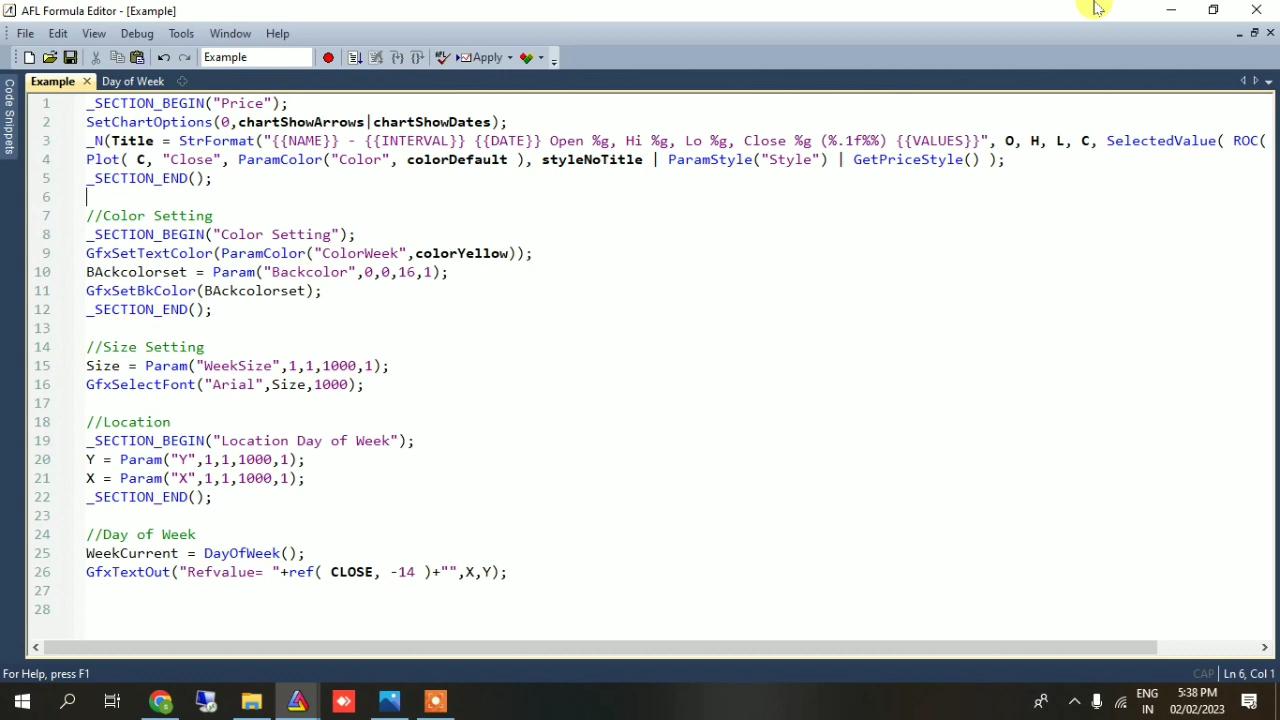 AFL Formula Editor - [Example]
File Edit View Debug Tools Window Help
Example Apply
Code Snippets
Example Day of Week
1 _SECTION_BEGIN("Price");
2 SetChartOptions(0,chartShowArrows|chartShowDates);
3 _N(Title = StrFormat("{{NAME}} - {{INTERVAL}} {{DATE}} Open %g, Hi %g, Lo %g, Close %g (%.1f%%) {{VALUES}}", O, H, L, C, SelectedValue( ROC(
4 Plot( C, "Close", ParamColor("Color", colorDefault ), styleNoTitle | ParamStyle("Style") | GetPriceStyle() );
5 _SECTION_END();
6
7 //Color Setting
8 _SECTION_BEGIN("Color Setting");
9 GfxSetTextColor(ParamColor("ColorWeek",colorYellow));
10 BAckcolorset = Param("Backcolor",0,0,16,1);
11 GfxSetBkColor(BAckcolorset);
12 _SECTION_END();
13
14 //Size Setting
15 Size = Param("WeekSize",1,1,1000,1);
16 GfxSelectFont("Arial",Size,1000);
17
18 //Location
19 _SECTION_BEGIN("Location Day of Week");
20 Y = Param("Y",1,1,1000,1);
21 X = Param("X",1,1,1000,1);
22 _SECTION_END();
23
24 //Day of Week
25 WeekCurrent = DayOfWeek();
26 GfxTextOut("Refvalue= "+ref( CLOSE, -14 )+"",X,Y);
27
28
For Help, press F1 CAP Ln 6, Col 1
ENG 5:38 PM
IN 02/02/2023